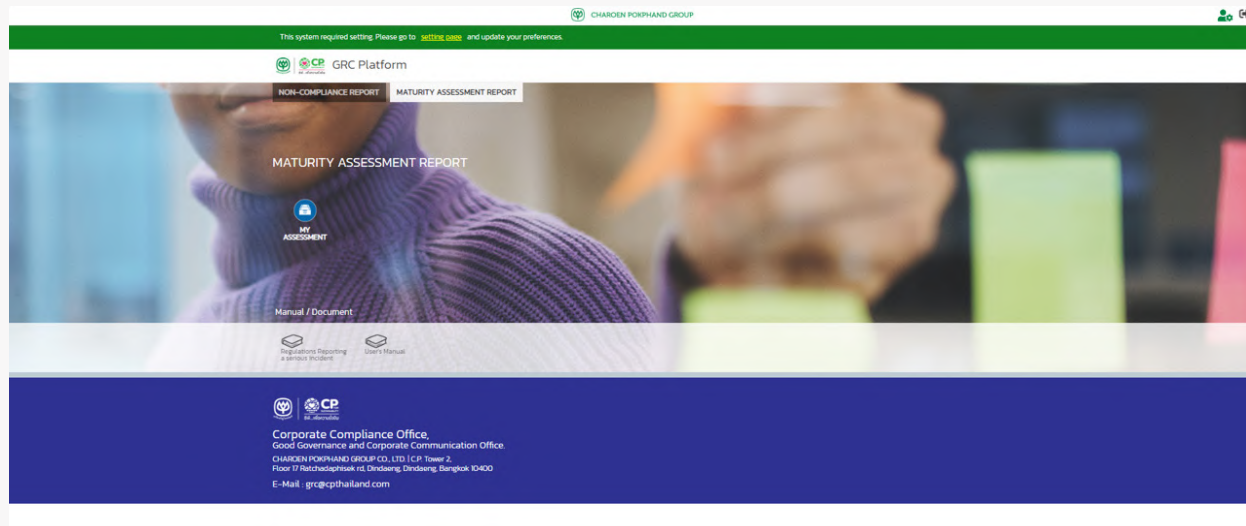 CHAROEN POKPHAND GROUP
This system required setting. Please go to setting page and update your preferences.
CP GRC Platform
NON-COMPLIANCE REPORT MATURITY ASSESSMENT REPORT
MATURITY ASSESSMENT REPORT
MY
ASSESSMENT
Manual / Document
Regulations Reporting
a serious incident
Users Manual
CP
Corporate Compliance Office,
Good Governance and Corporate Communication Office.
CHAROEN POKPHAND GROUP CO., LTD. | C.P. Tower 2,
Floor 17 Ratchadaphisek rd, Dindaeng, Dindaeng, Bangkok 10400
E-Mail : grc@cpthailand.com